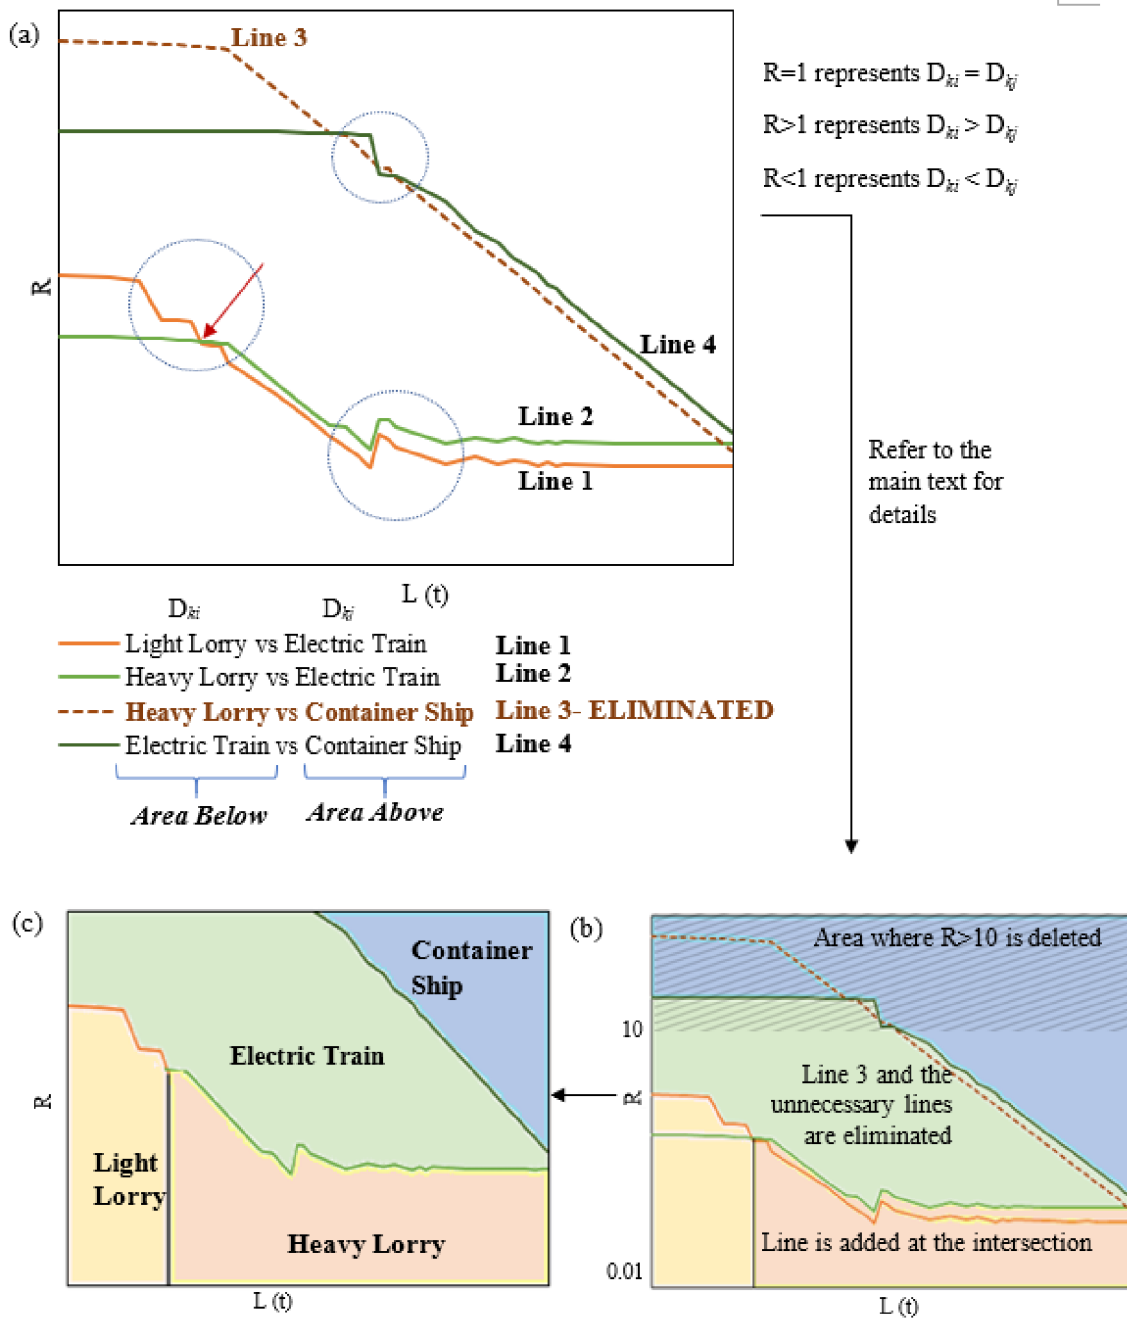 (a)
Line 3
R=1 represents Dki = Dkj
R>1 represents Dki > Dkj
R<1 represents Dki < Dkj
R
Line 4
Line 2
Line 1
Refer to the
main text for
details
L (t)
Dki Dkj
Light Lorry vs Electric Train Line 1
Heavy Lorry vs Electric Train Line 2
Heavy Lorry vs Container Ship Line 3- ELIMINATED
Electric Train vs Container Ship Line 4
Area Below Area Above
(c)
Container
Ship
Electric Train
R
Light
Lorry
Heavy Lorry
L (t)
(b)
Area where R>10 is deleted
10
Line 3 and the
unnecessary lines
are eliminated
R
Line is added at the intersection
0.01
L (t)